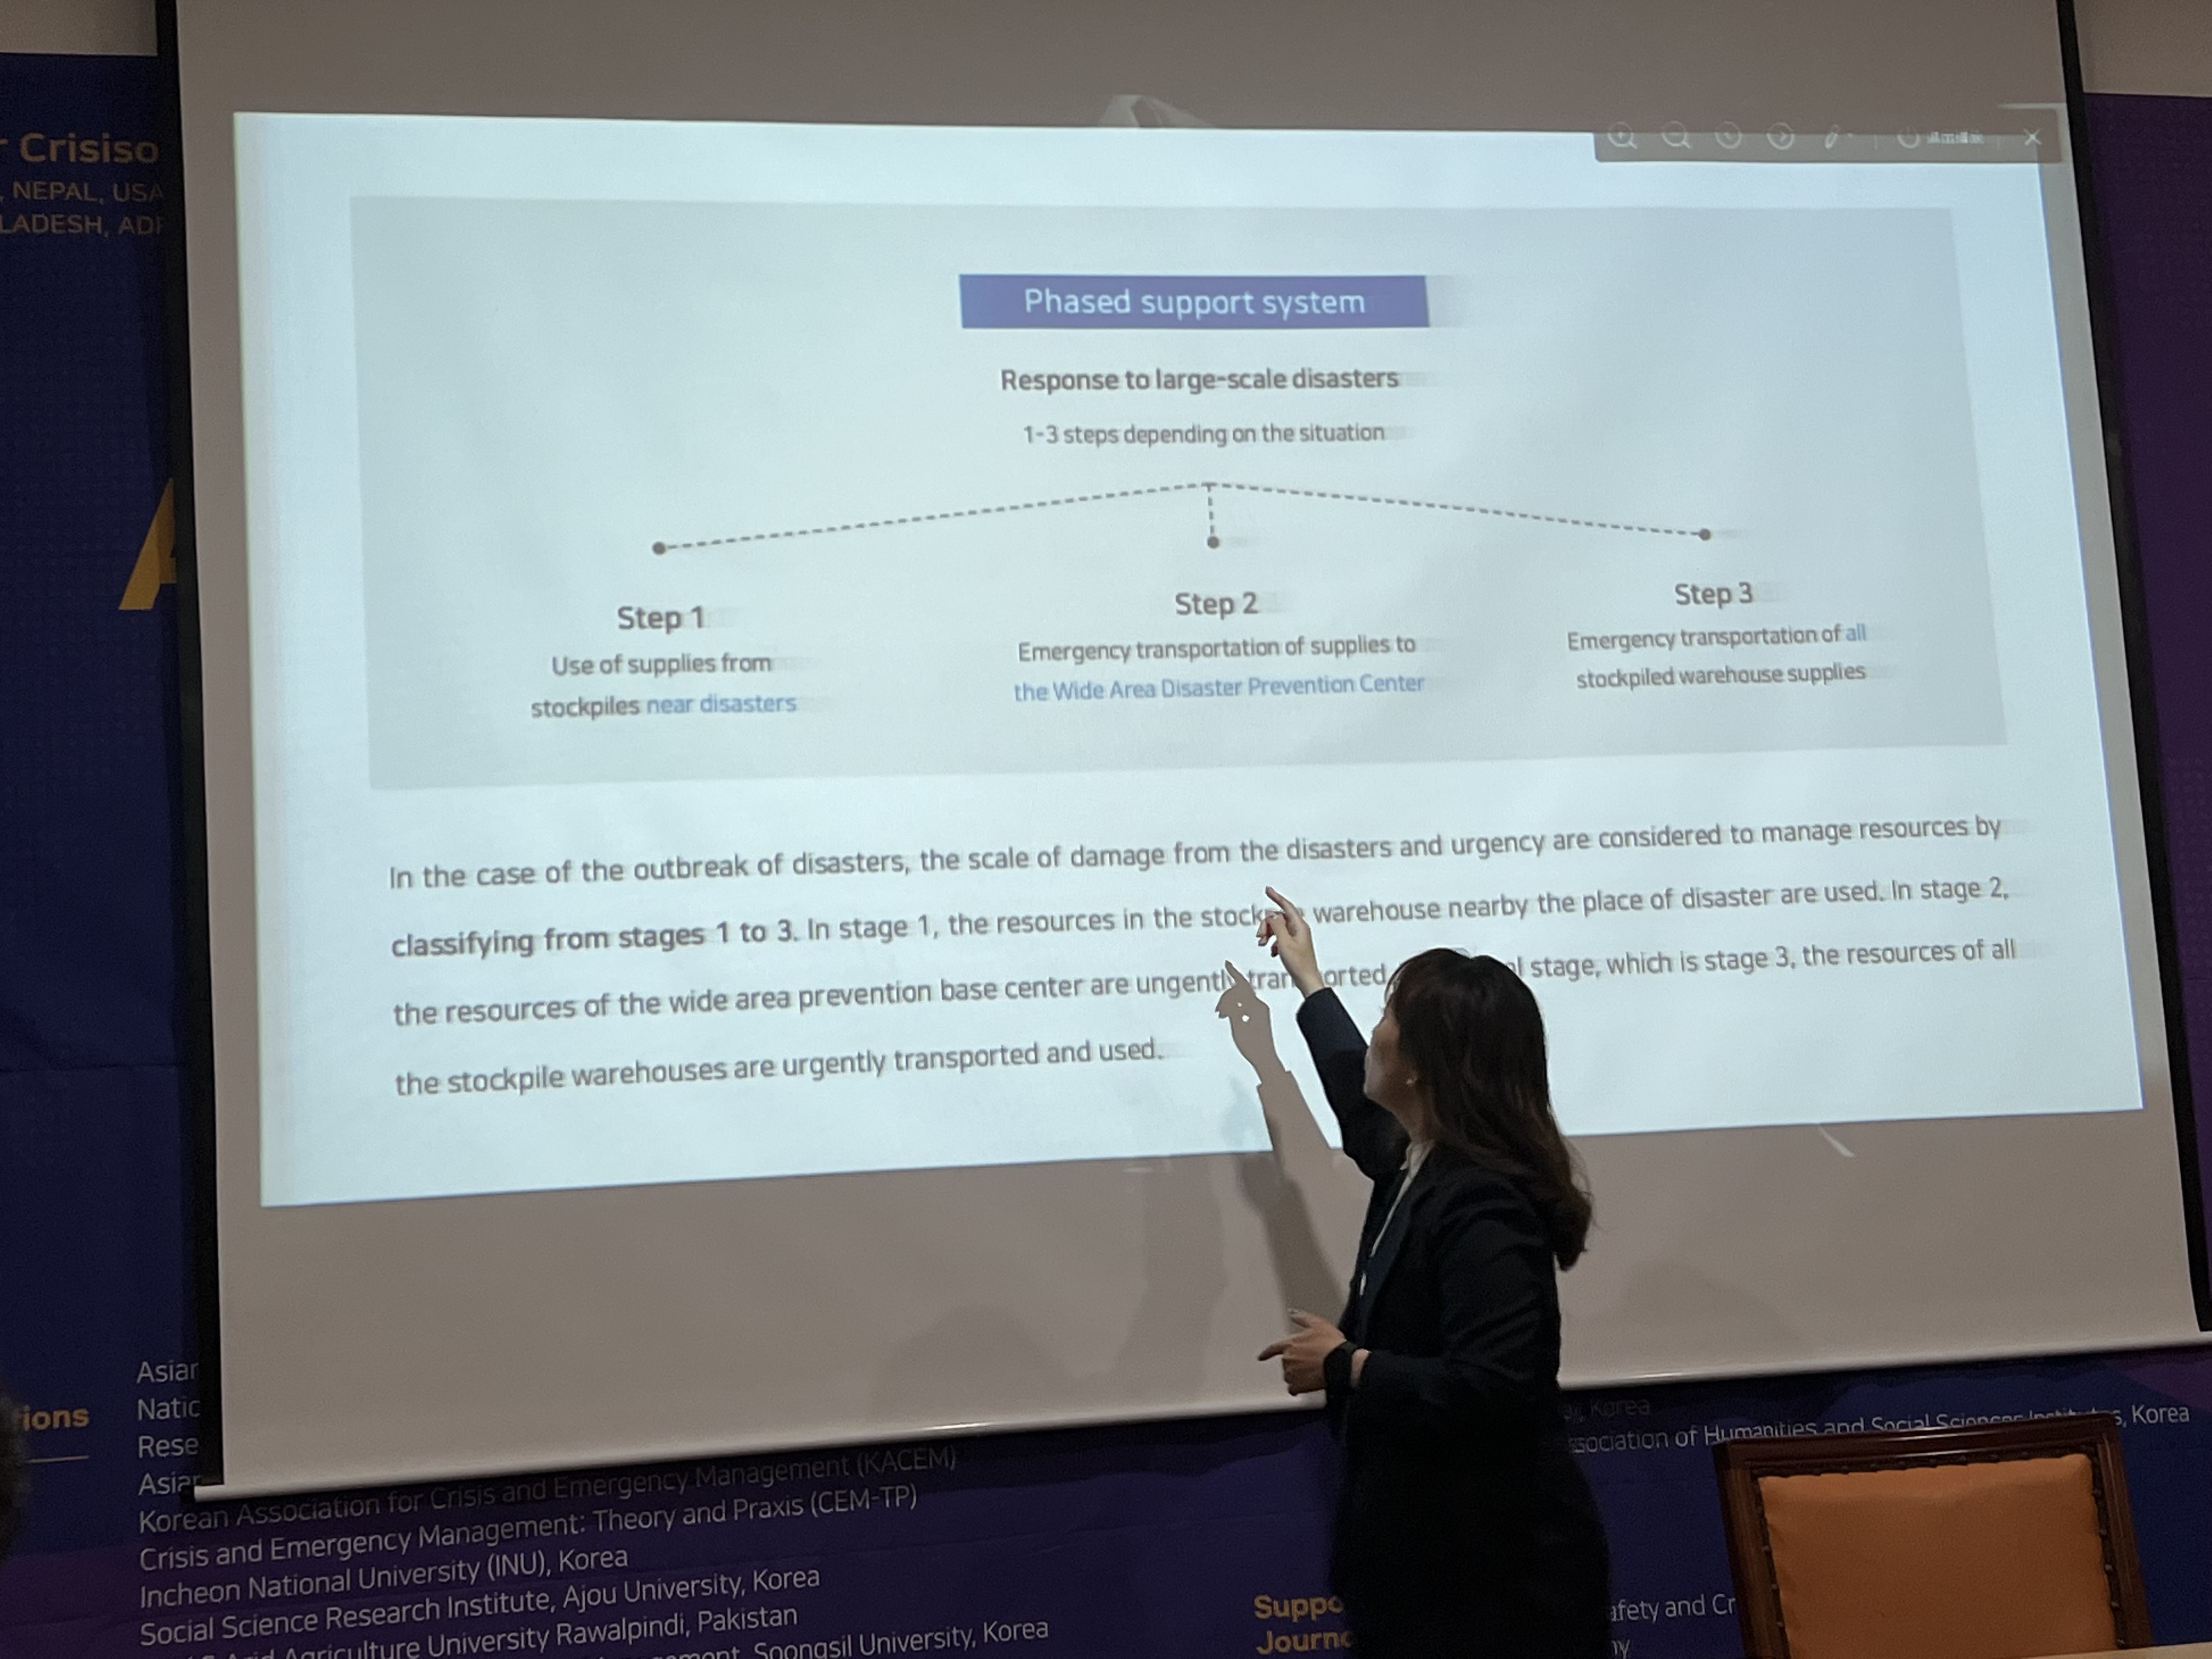 Crisiso
, NEPAL, USA
LADESH, AD
A
Phased support system
Response to large-scale disasters
1-3 steps depending on the situation
Step 1
Use of supplies from
stockpiles near disasters
Step 2
Emergency transportation of supplies to
the Wide Area Disaster Prevention Center
Step 3
Emergency transportation of all
stockpiled warehouse supplies
In the case of the outbreak of disasters, the scale of damage from the disasters and urgency are considered to manage resources by
classifying from stages 1 to 3. In stage 1, the resources in the stock warehouse nearby the place of disaster are used. In stage 2,
the resources of the wide area prevention base center are ungently tran orted l stage, which is stage 3, the resources of all
the stockpile warehouses are urgently transported and used.
ions
Asian
Natio
Rese
Asian
Korean Association for Crisis and Emergency Management (KACEM)
Crisis and Emergency Management: Theory and Praxis (CEM-TP)
Incheon National University (INU), Korea
Social Science Research Institute, Ajou University, Korea
Agriculture University Rawalpindi, Pakistan
Soongsil University, Korea
Korea
ssociation of Humanities and Social Sciences Institutes, Korea
Suppo
Journa
afety and Cr